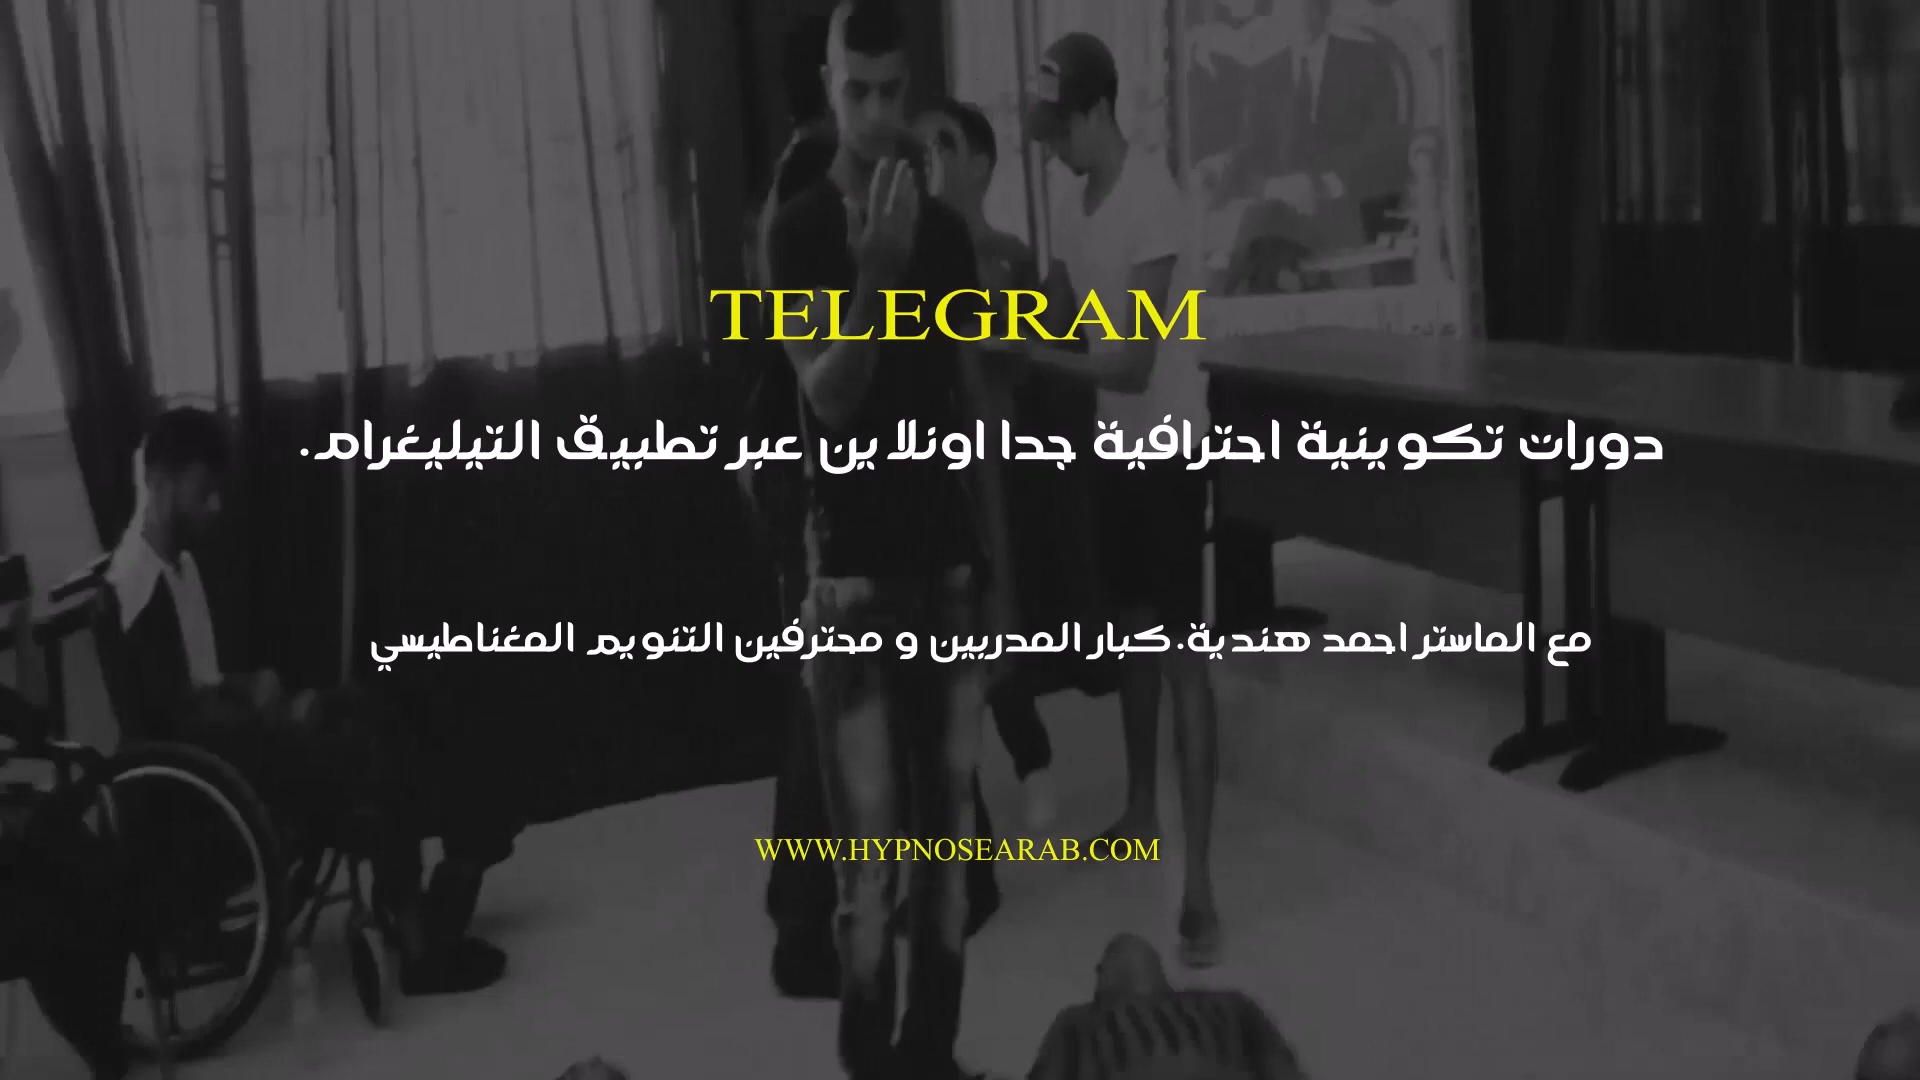 TELEGRAM
دورات تكوينية احترافية جدا اونلاين عبر تطبيق التيليغرام.
مع الماستر احمد هندية.كبار المدربين و محترفين التنويم المغناطيسي
WWW.HYPNOSEARAB.COM